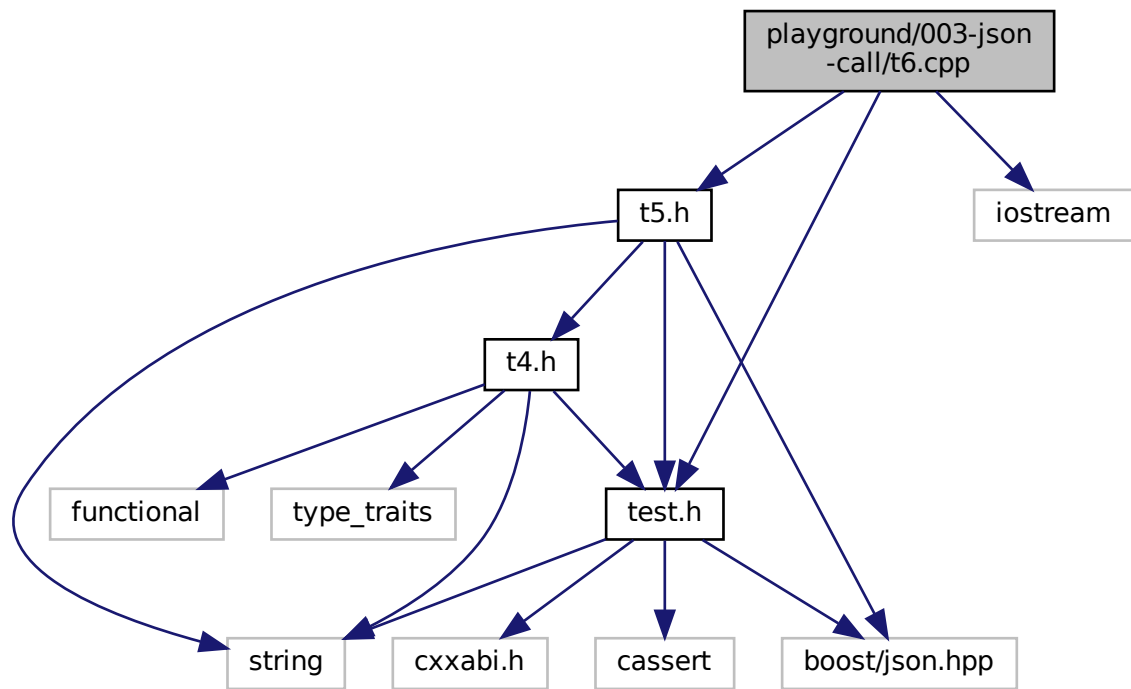 playground/003-json
-call/t6.cpp
t5.h
iostream
t4.h
functional
type_traits
test.h
string
cxxabi.h
cassert
boost/json.hpp